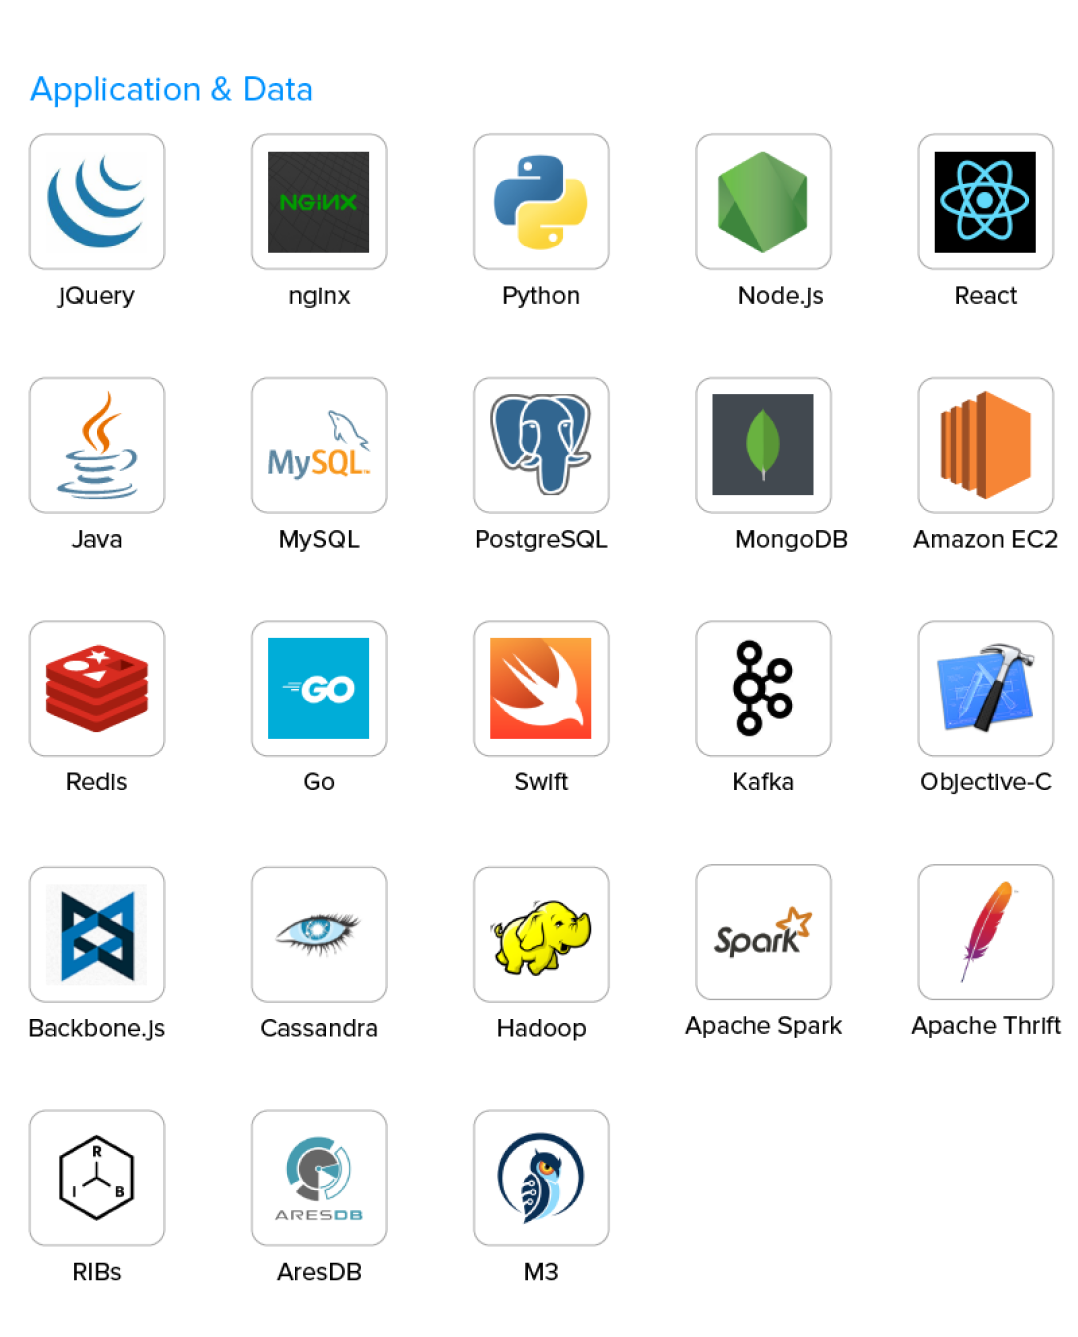 Application & Data
NGINX
jQuery nginx Python Node.js React
MySQL™
Java MySQL PostgreSQL MongoDB Amazon EC2
GO
Redis Go Swift Kafka Objective-C
Spark
Backbone.js Cassandra Hadoop Apache Spark Apache Thrift
R
I B
ARESDB
RIBs AresDB M3